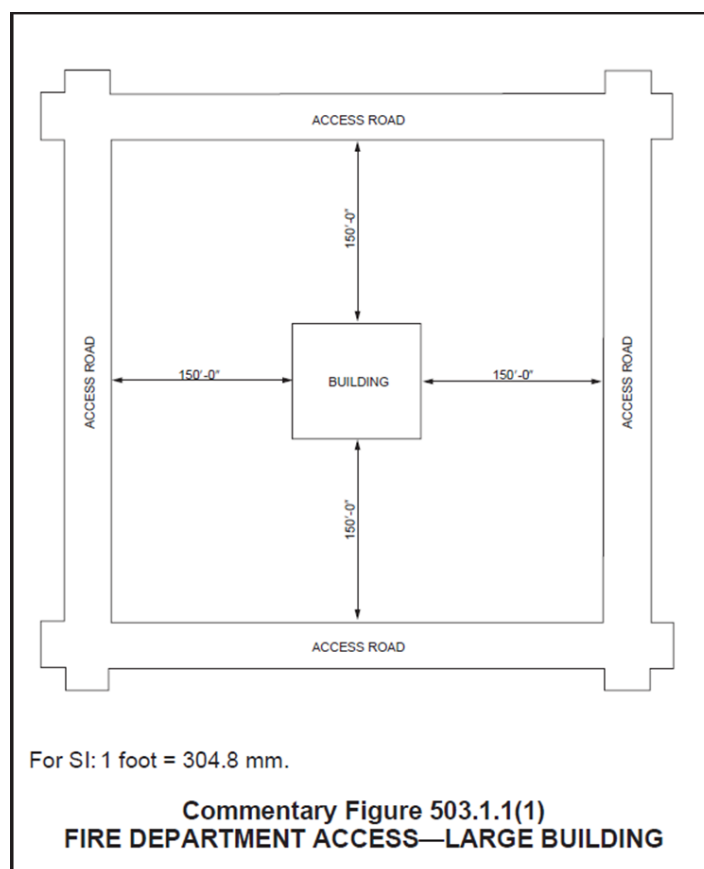 ACCESS ROAD
150'-0"
ACCESS ROAD
150'-0"
BUILDING
150'-0"
ACCESS ROAD
150'-0"
ACCESS ROAD
For SI: 1 foot = 304.8 mm.
Commentary Figure 503.1.1(1)
FIRE DEPARTMENT ACCESS—LARGE BUILDING